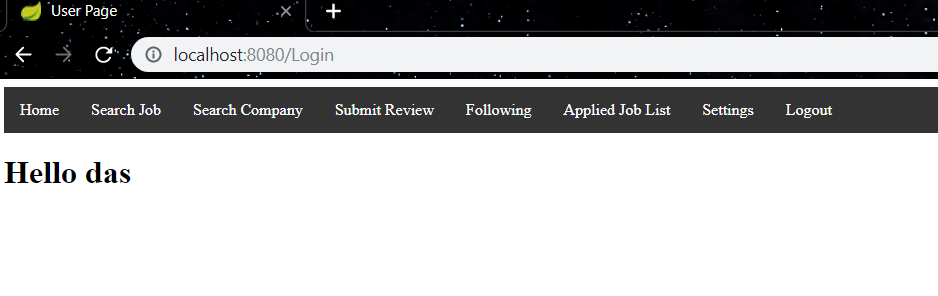 User Page
localhost:8080/Login
Home Search Job Search Company Submit Review Following Applied Job List Settings Logout
Hello das